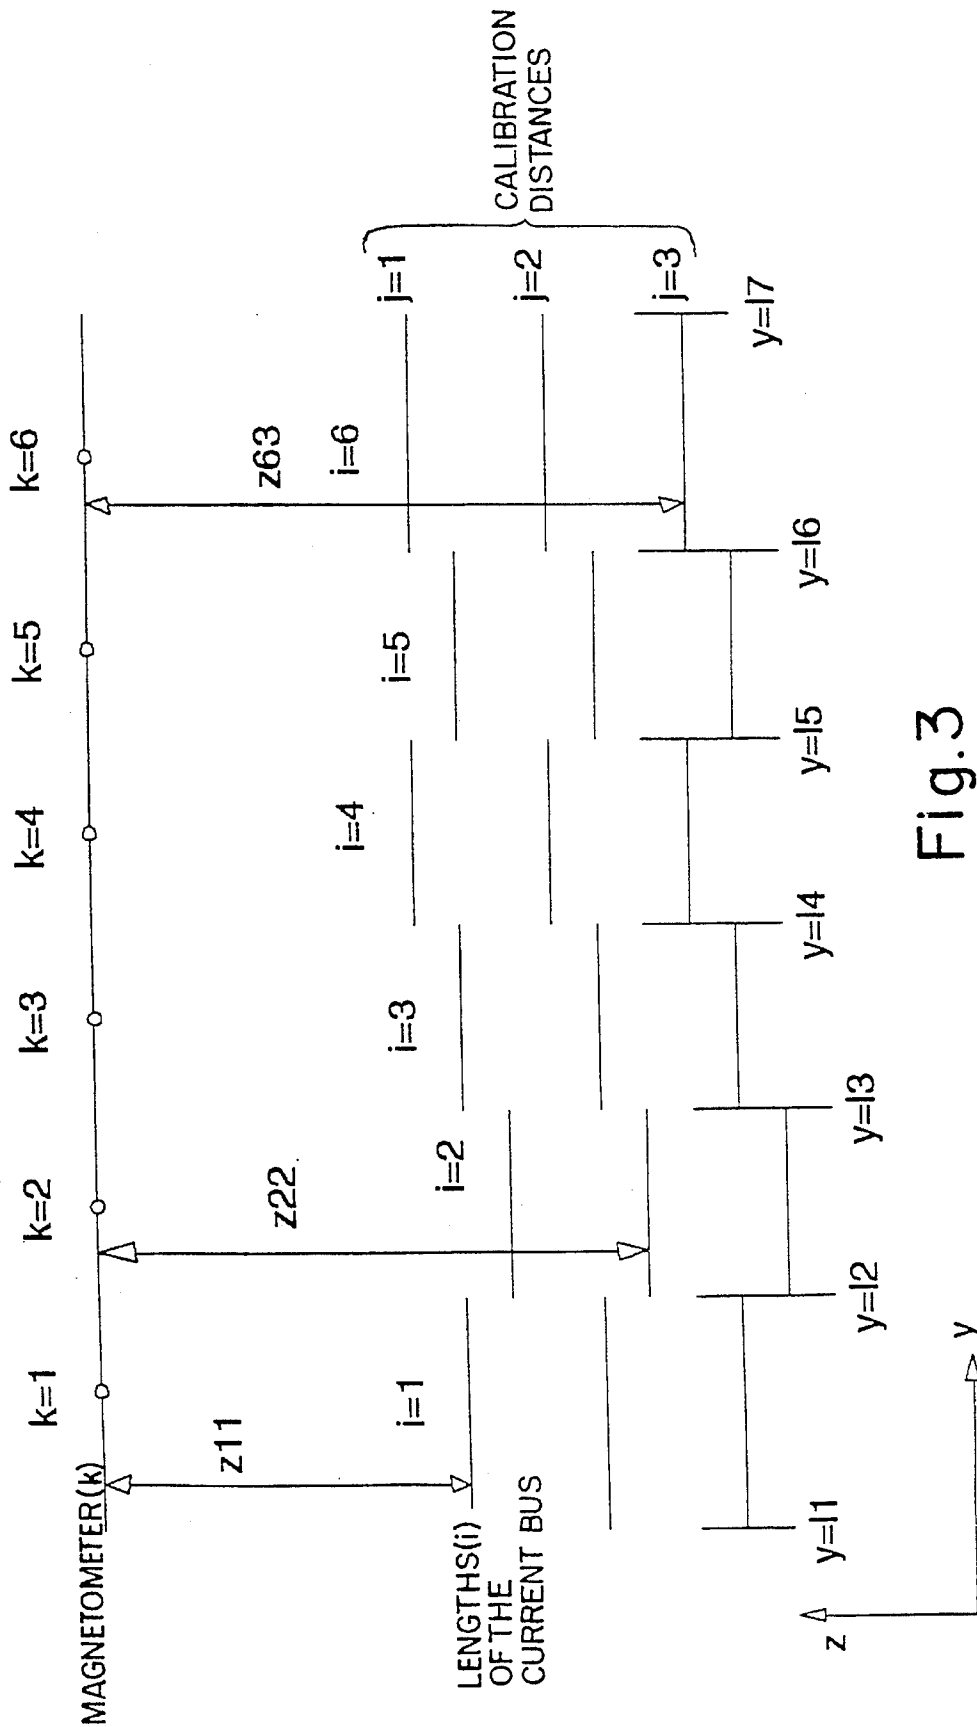 k=1
k=2
k=3
k=4
k=5
k=6
MAGNETOMETER(k)
z11
z22
z63
i=1
i=2
i=3
i=4
i=5
i=6
LENGTHS(i)
OF THE
CURRENT BUS
j=1
j=2
j=3
CALIBRATION
DISTANCES
y=l1
y=l2
y=l3
y=l4
y=l5
y=l6
y=l7
z
y
Fig.3